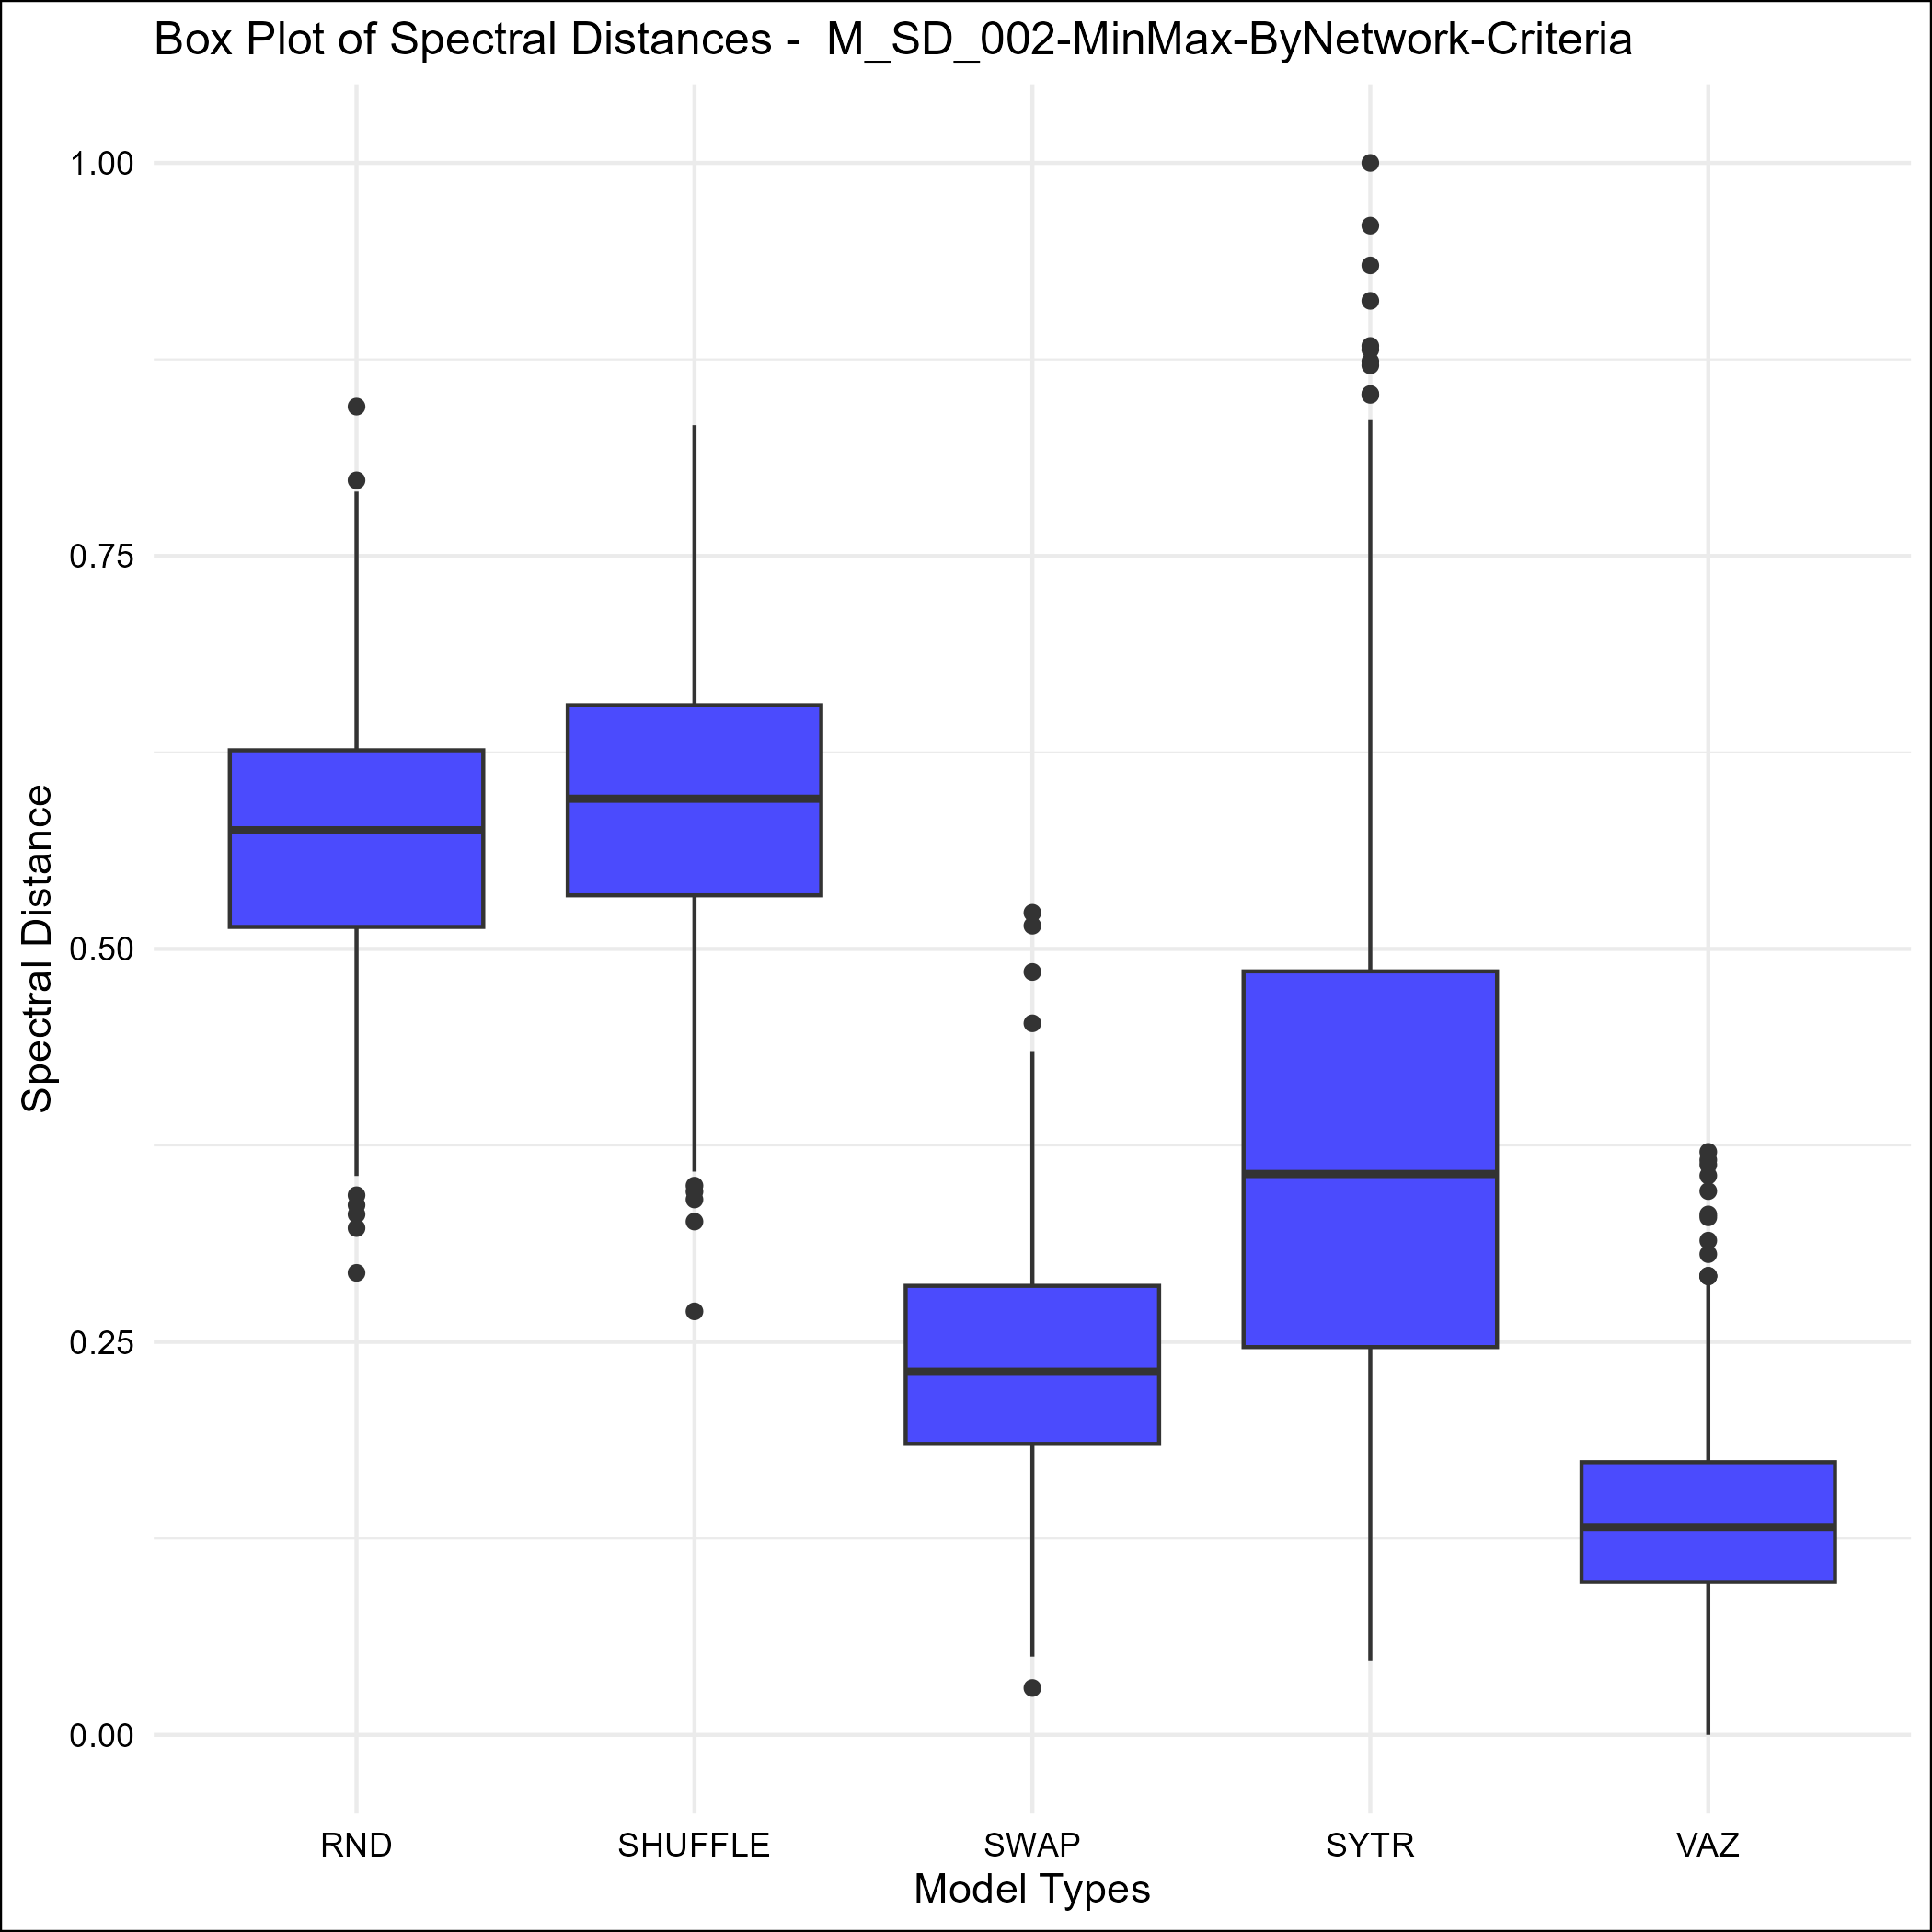 Box Plot of Spectral Distances -  M_SD_002-MinMax-ByNetwork-Criteria
Spectral Distance
1.00
0.75
0.50
0.25
0.00
RND SHUFFLE SWAP SYTR VAZ
Model Types